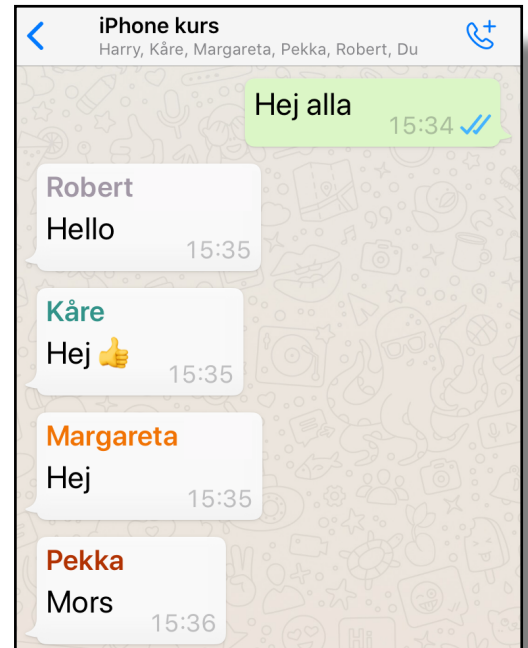 iPhone kurs
Harry, Kåre, Margareta, Pekka, Robert, Du
Hej alla
15:34
Robert
Hello
15:35
Kåre
Hej 👍
15:35
Margareta
Hej
15:35
Pekka
Mors
15:36
Hi